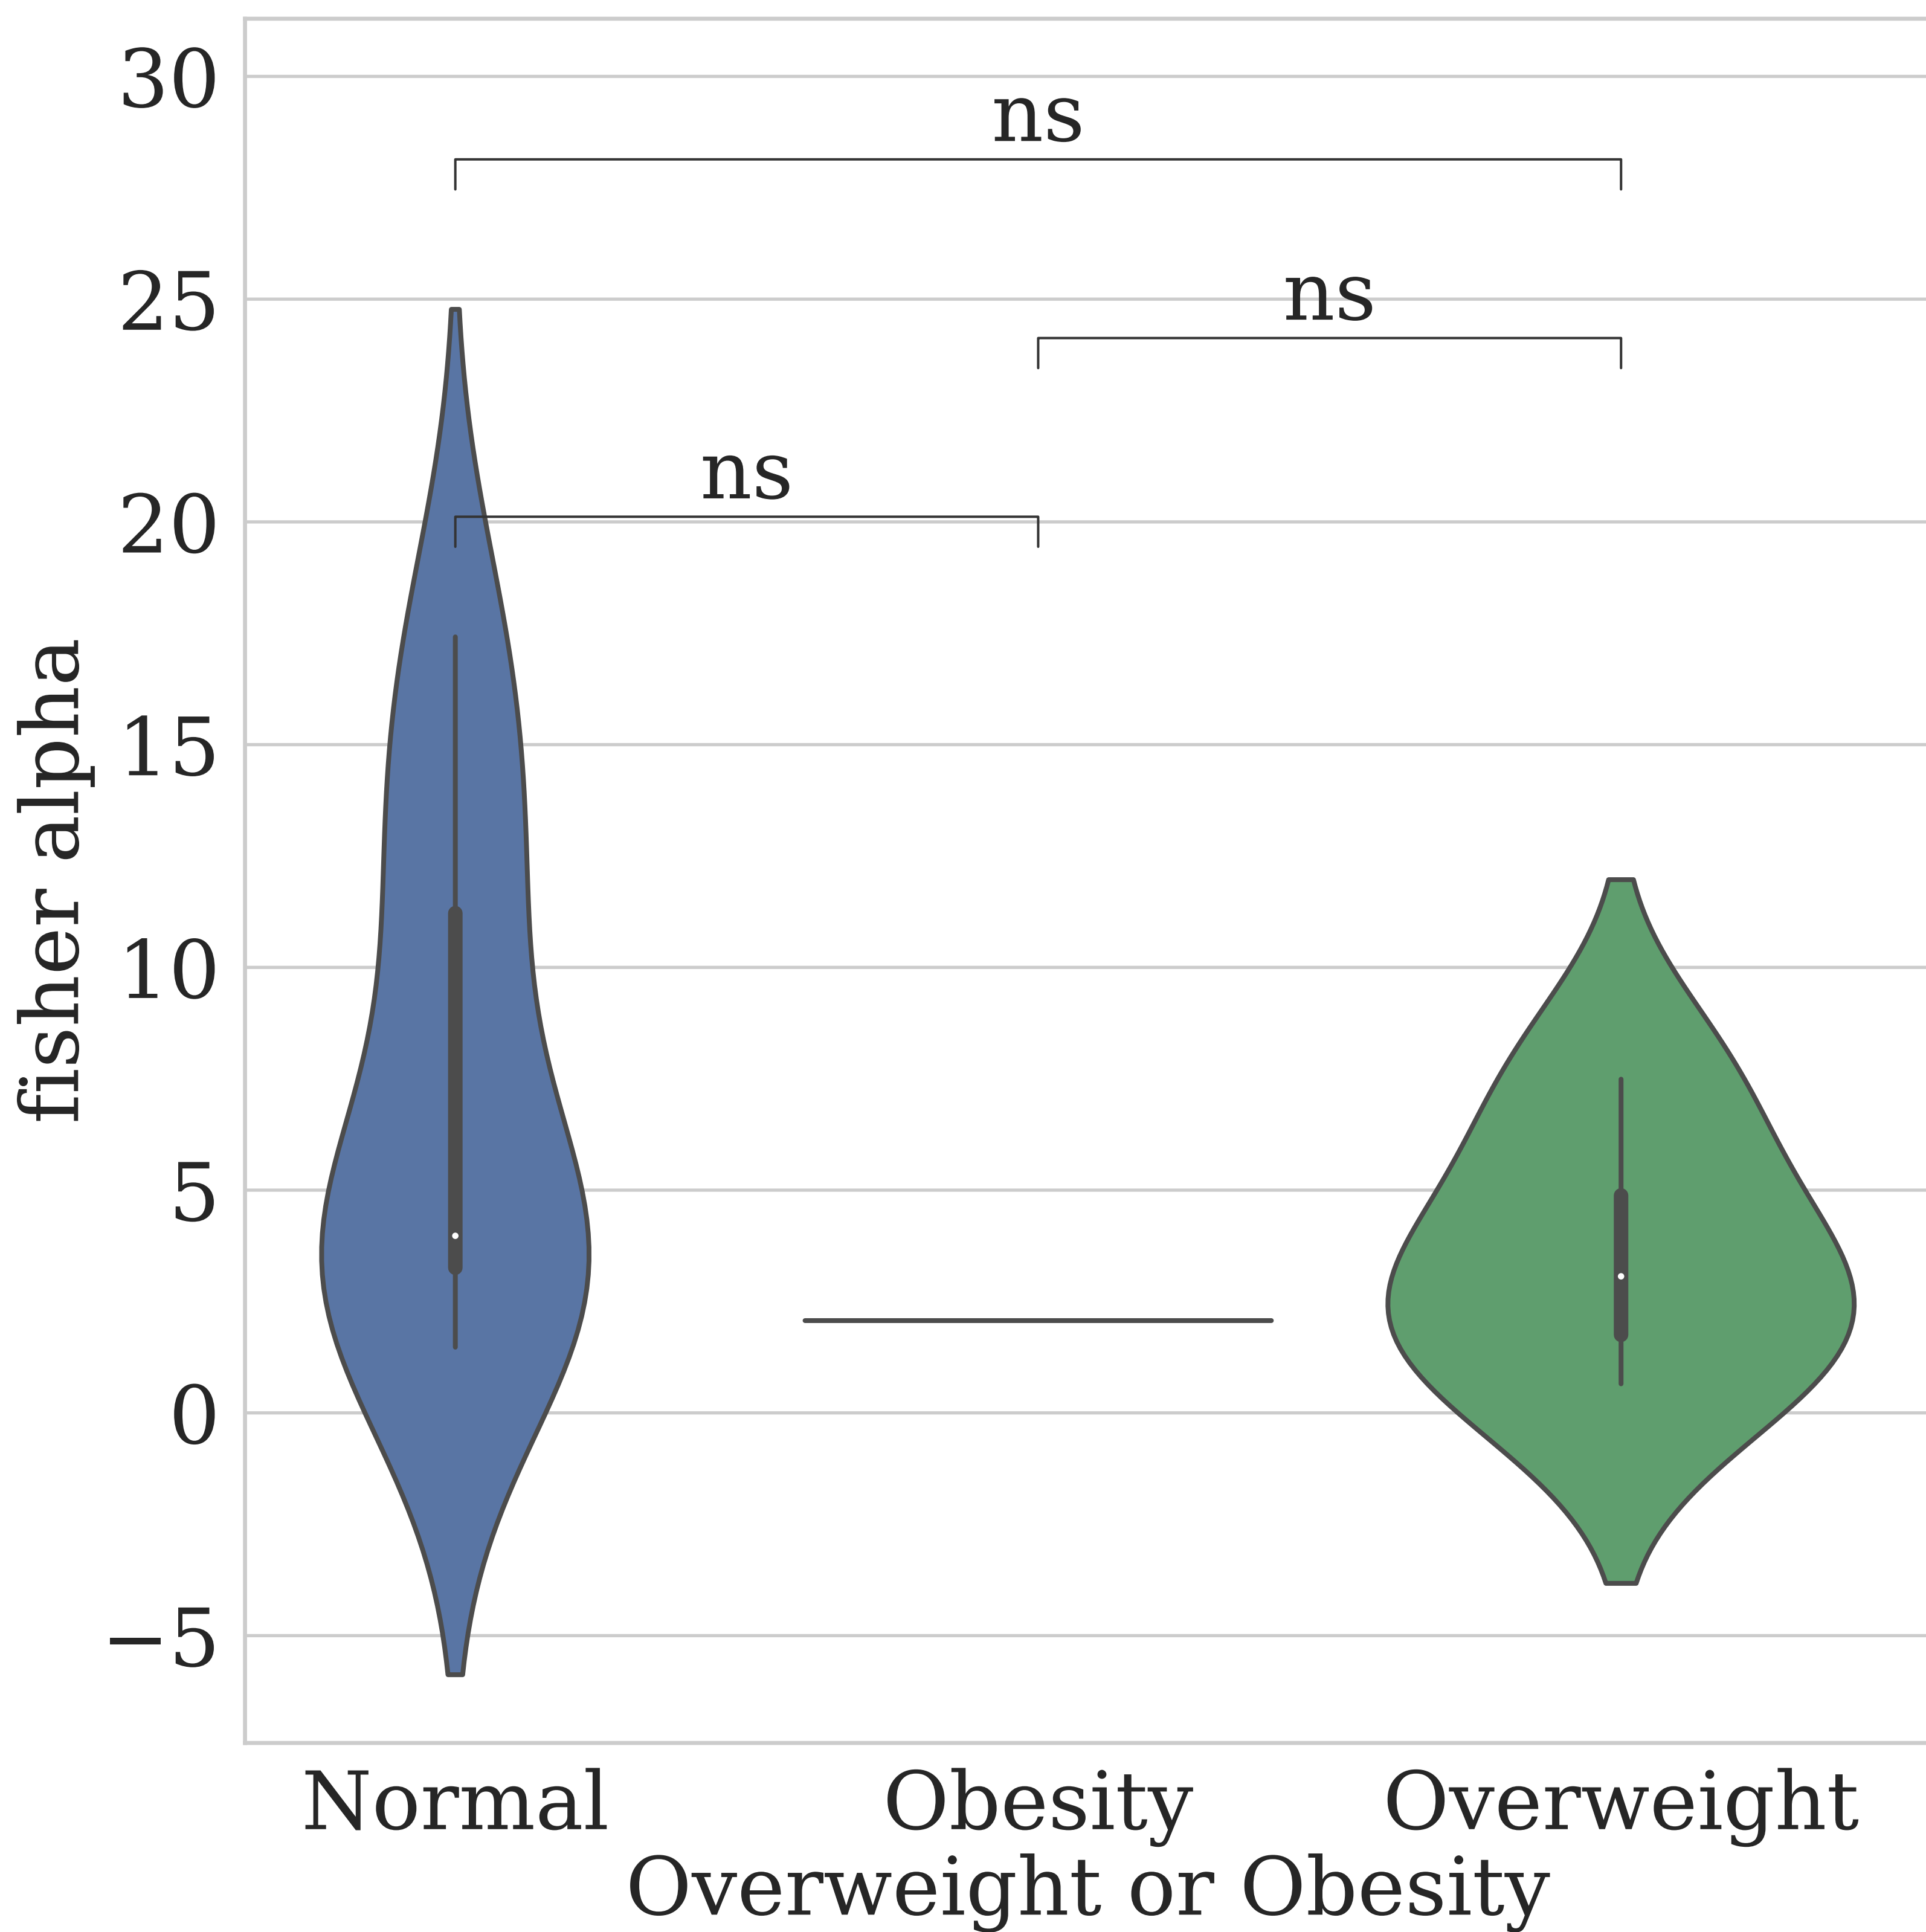 30
ns
25
ns
20
ns
15
10
5
0
−5
fisher alpha
Normal
Obesity
Overweight
Overweight or Obesity